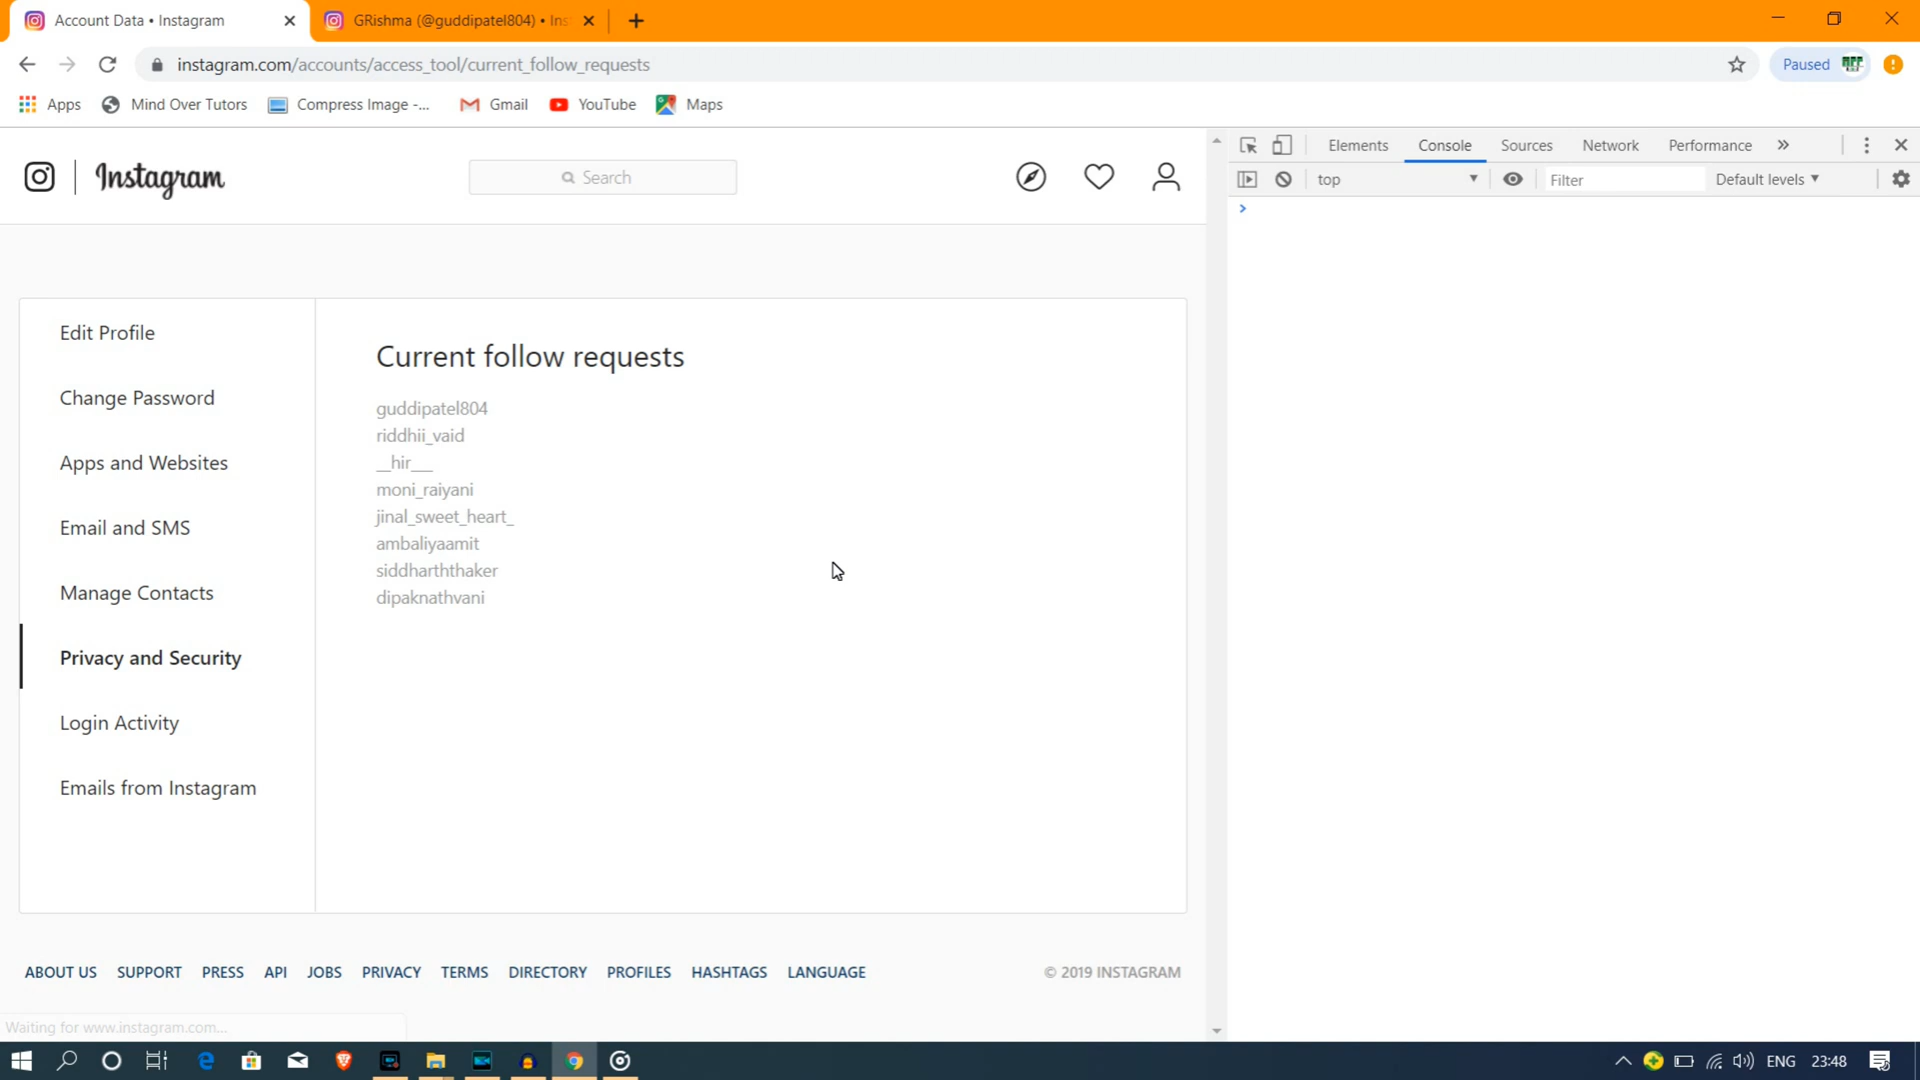 Account Data • Instagram
GRishma (@guddipatel804) • Ins
instagram.com/accounts/access_tool/current_follow_requests
Paused
Apps
Mind Over Tutors
Compress Image -...
Gmail
YouTube
Maps
Instagram
Search
Elements
Console
Sources
Network
Performance
top
Filter
Default levels
Edit Profile
Change Password
Apps and Websites
Email and SMS
Manage Contacts
Privacy and Security
Login Activity
Emails from Instagram
Current follow requests
guddipatel804
riddhii_vaid
__hir___
moni_raiyani
jinal_sweet_heart_
ambaliyaamit
siddharththaker
dipaknathvani
ABOUT US SUPPORT PRESS API JOBS PRIVACY TERMS DIRECTORY PROFILES HASHTAGS LANGUAGE
© 2019 INSTAGRAM
Waiting for www.instagram.com...
ENG
23:48